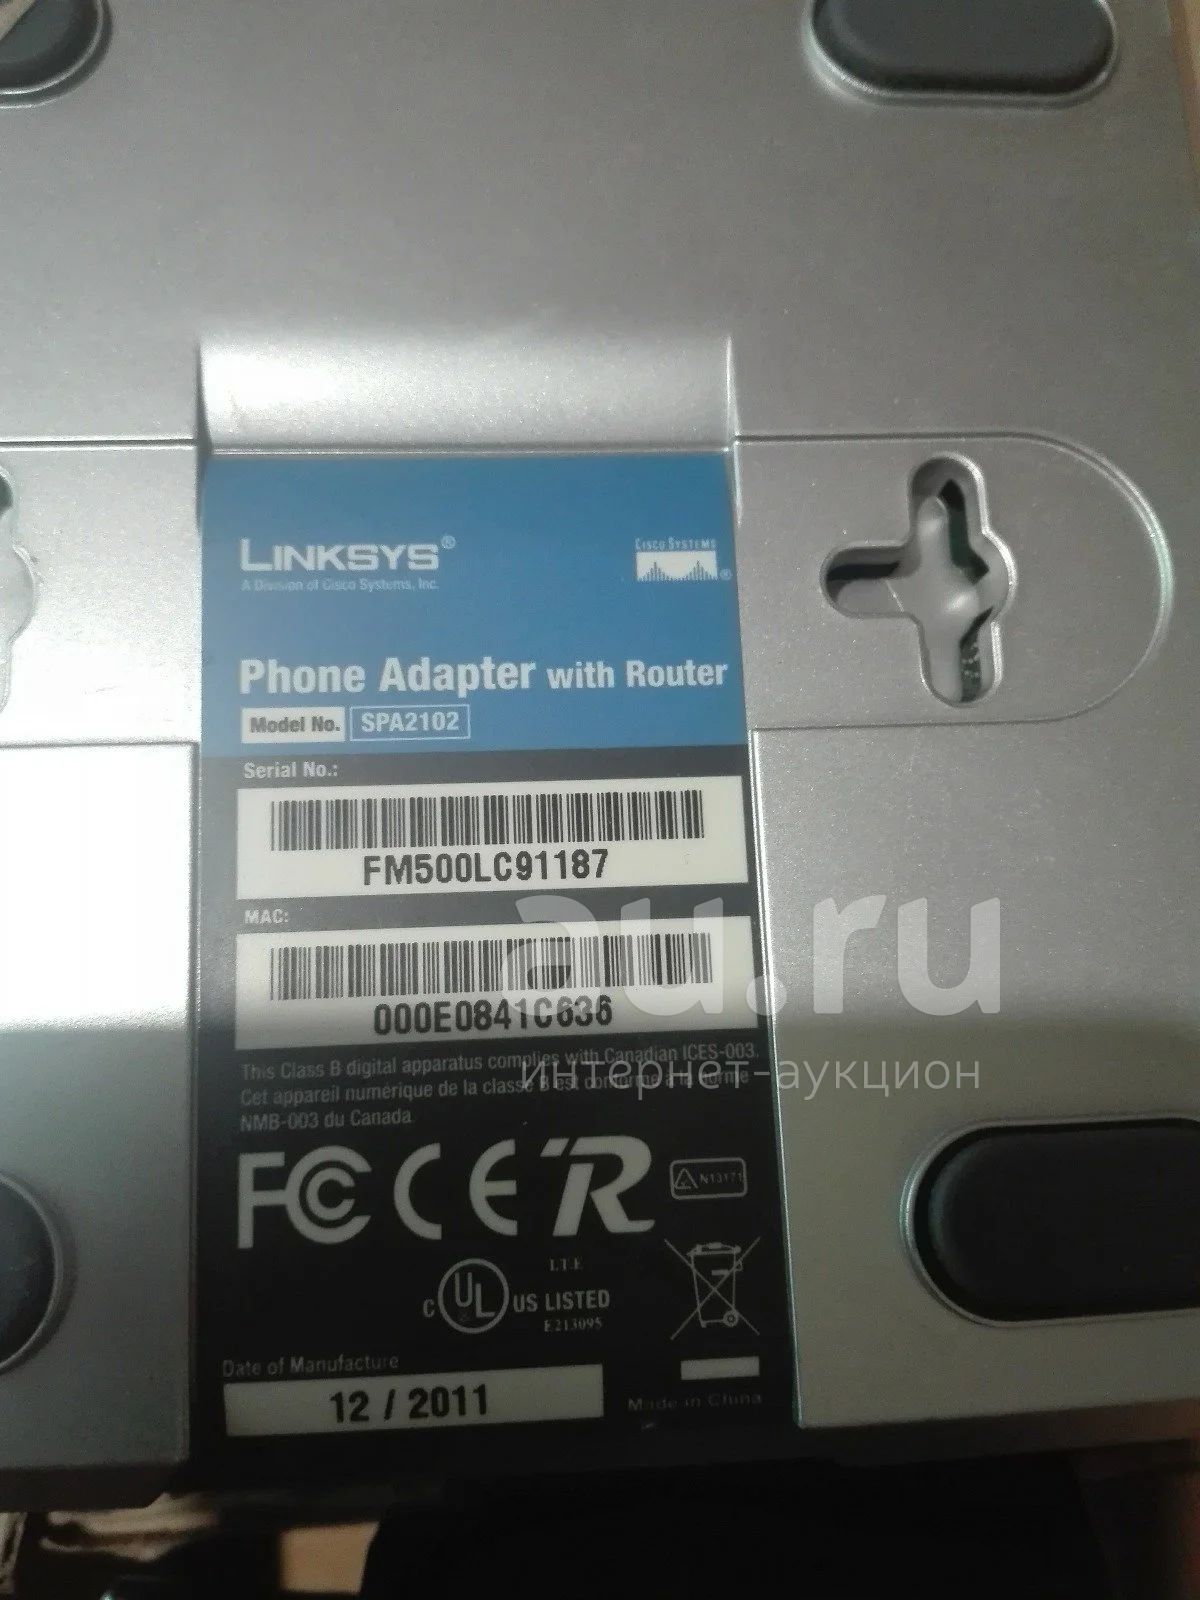 LINKSYS®
A Division of Cisco Systems, Inc.
CISCO SYSTEMS
®
Phone Adapter with Router
Model No. SPA2102
Serial No.:
FM500LC91187
MAC:
000E0841C636
au.ru
интернет-аукцион
This Class B digital apparatus complies with Canadian ICES-003.
Cet appareil numérique de la classe B est conforme à la norme
NMB-003 du Canada
FC CE R
N13171
I.T.E
C UL US LISTED
E213095
Date of Manufacture
12 / 2011
Made in China